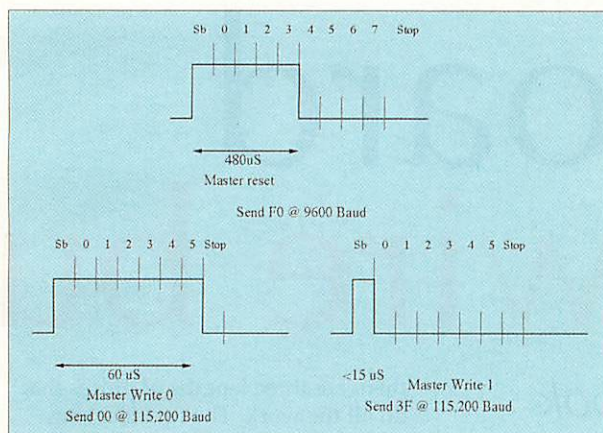 Sb 0 1 2 3 4 5 6 7 Stop
480uS
Master reset
Send F0 @ 9600 Baud
Sb 0 1 2 3 4 5 Stop
60 uS
Master Write 0
Send 00 @ 115,200 Baud
Sb 0 1 2 3 4 5 Stop
<15 uS
Master Write 1
Send 3F @ 115,200 Baud